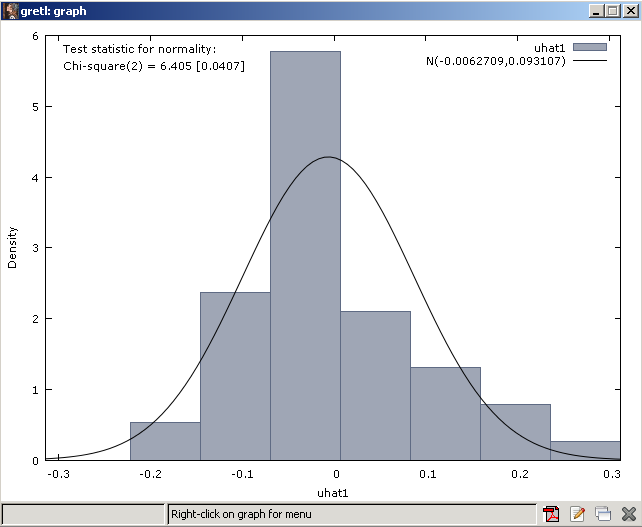 gretl: graph
Test statistic for normality:
Chi-square(2) = 6.405 [0.0407]
uhat1
N(-0.0062709,0.093107)
6
5
4
3
2
1
0
Density
-0.3
-0.2
-0.1
0
0.1
0.2
0.3
uhat1
Right-click on graph for menu